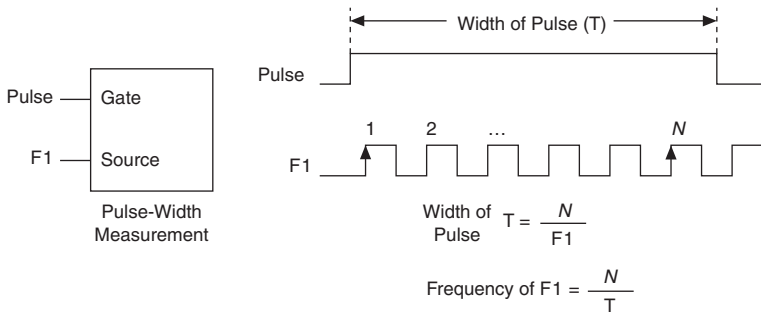 Width of Pulse (T)
Pulse
Pulse
Gate
1 2 ... N
F1
Source
F1
Pulse-Width
Measurement
Width of
Pulse
T = N
F1
Frequency of F1 = N
T